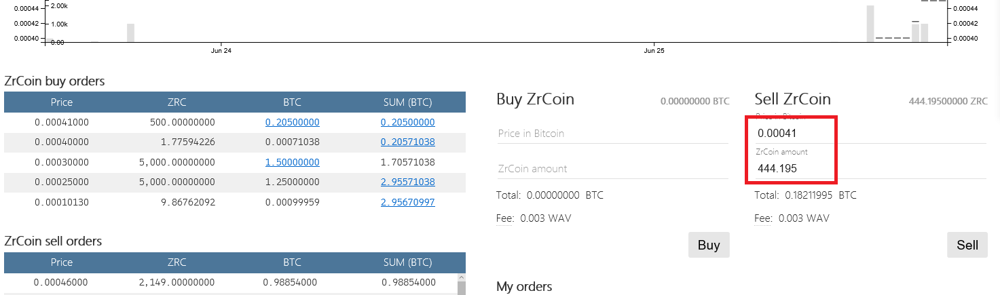 0.00044 2.00k 0.00044
0.00042 1.00k 0.00042
0.00040 0.00 0.00040
Jun 24 Jun 25
ZrCoin buy orders
Price ZRC BTC SUM (BTC)
0.00041000 500.00000000 0.20500000 0.20500000
0.00040000 1.77594226 0.00071038 0.20571038
0.00030000 5,000.00000000 1.50000000 1.70571038
0.00025000 5,000.00000000 1.25000000 2.95571038
0.00010130 9.86762092 0.00099959 2.95670997
ZrCoin sell orders
Price ZRC BTC SUM (BTC)
0.00046000 2,149.00000000 0.98854000 0.98854000
Buy ZrCoin 0.00000000 BTC
Price in Bitcoin
ZrCoin amount
Total: 0.00000000 BTC
Fee: 0.003 WAV
Buy
Sell ZrCoin 444.19500000 ZRC
Price in Bitcoin
0.00041
ZrCoin amount
444.195
Total: 0.18211995 BTC
Fee: 0.003 WAV
Sell
My orders